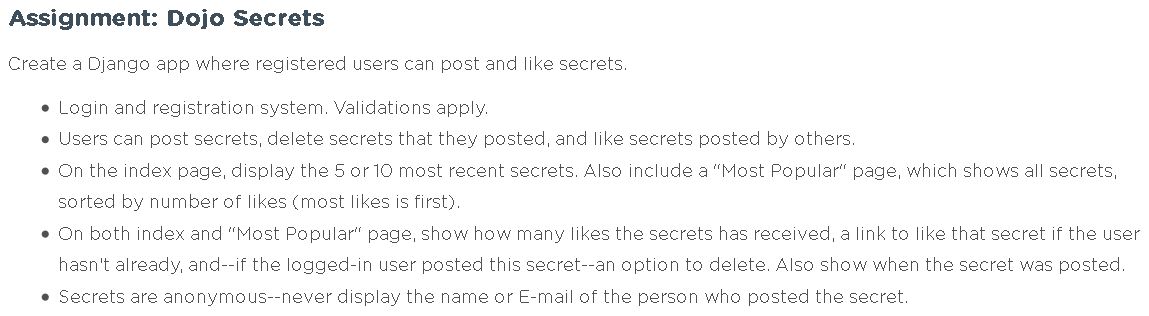 Assignment: Dojo Secrets
Create a Django app where registered users can post and like secrets.
• Login and registration system. Validations apply.
• Users can post secrets, delete secrets that they posted, and like secrets posted by others.
• On the index page, display the 5 or 10 most recent secrets. Also include a "Most Popular" page, which shows all secrets,
sorted by number of likes (most likes is first).
• On both index and "Most Popular" page, show how many likes the secrets has received, a link to like that secret if the user
hasn't already, and--if the logged-in user posted this secret--an option to delete. Also show when the secret was posted.
• Secrets are anonymous--never display the name or E-mail of the person who posted the secret.